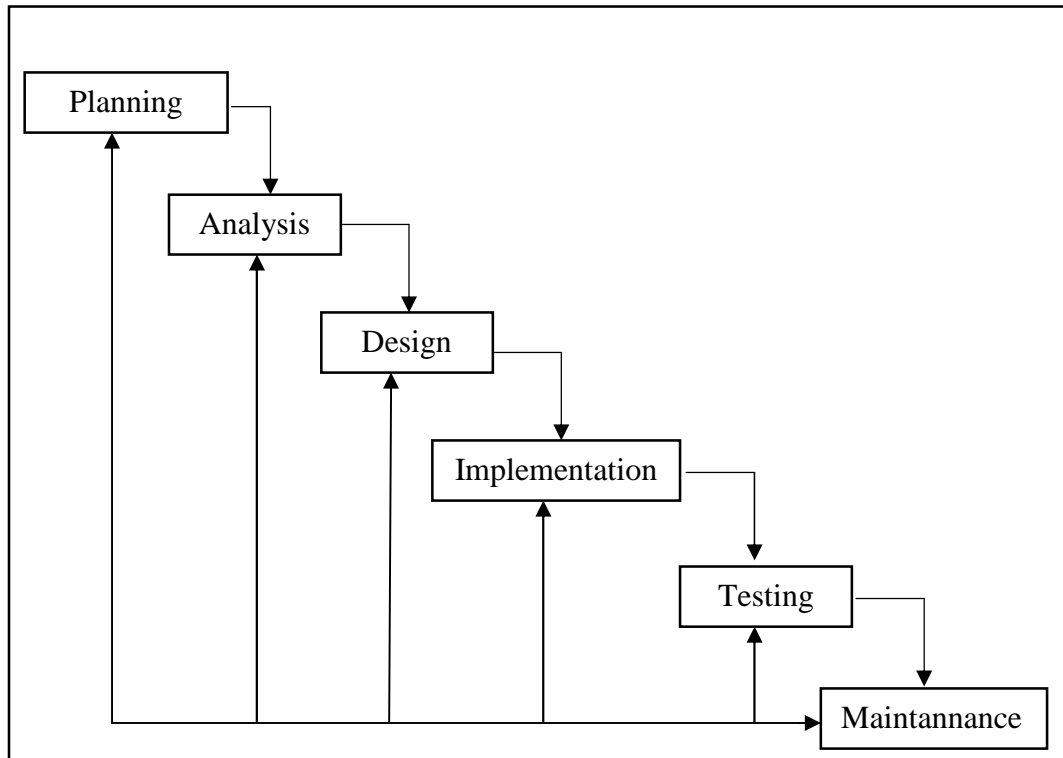 Planning
Analysis
Design
Implementation
Testing
Maintannance